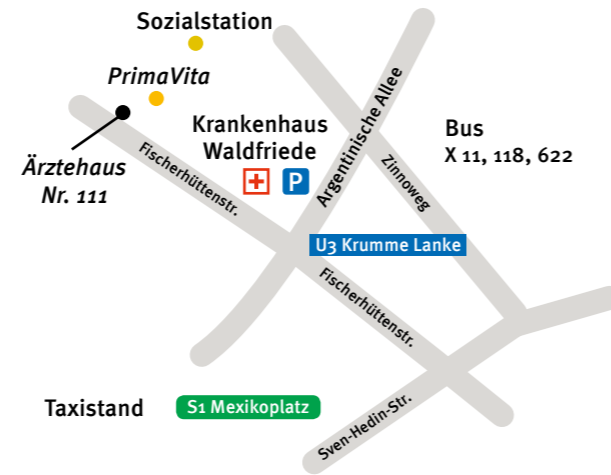 Sozialstation
PrimaVita
Ärztehaus
Nr. 111
Krankenhaus
Waldfriede
P
Fischerhüttenstr.
Argentinische Allee
Zinnoweg
Bus
X 11, 118, 622
U3 Krumme Lanke
Fischerhüttenstr.
Taxistand
S1 Mexikoplatz
Sven-Hedin-Str.